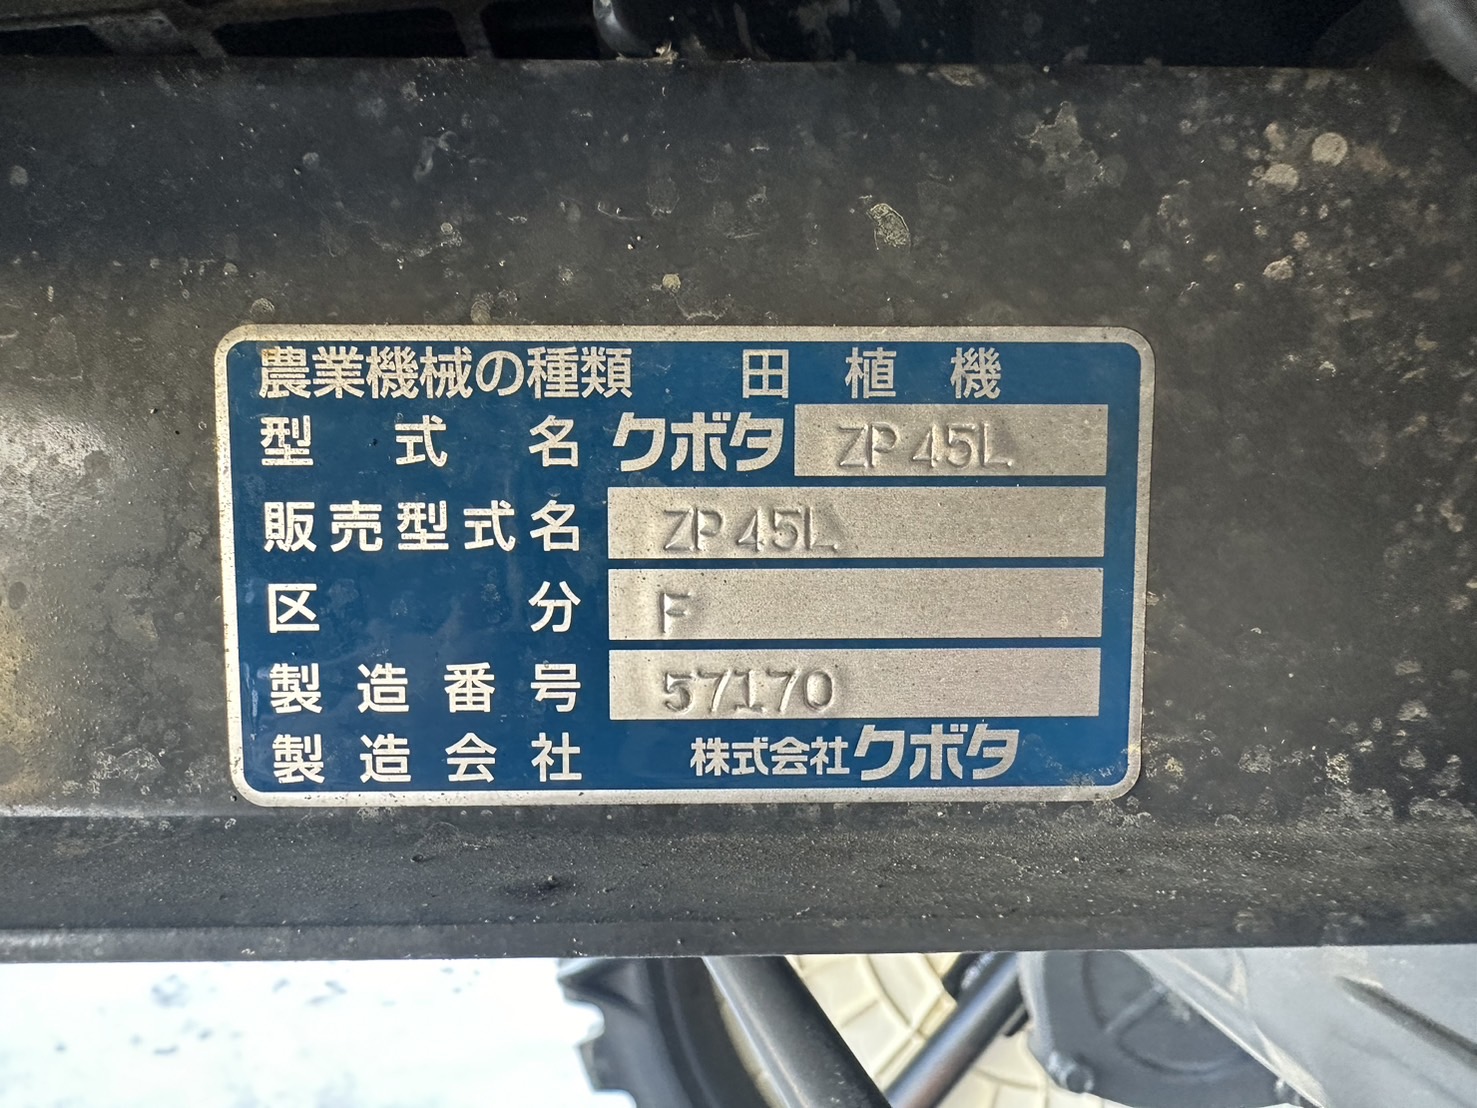 農業機械の種類 田植機
型式名 クボタ ZP45L
販売型式名 ZP45L
区分 F
製造番号 57170
製造会社 株式会社クボタ